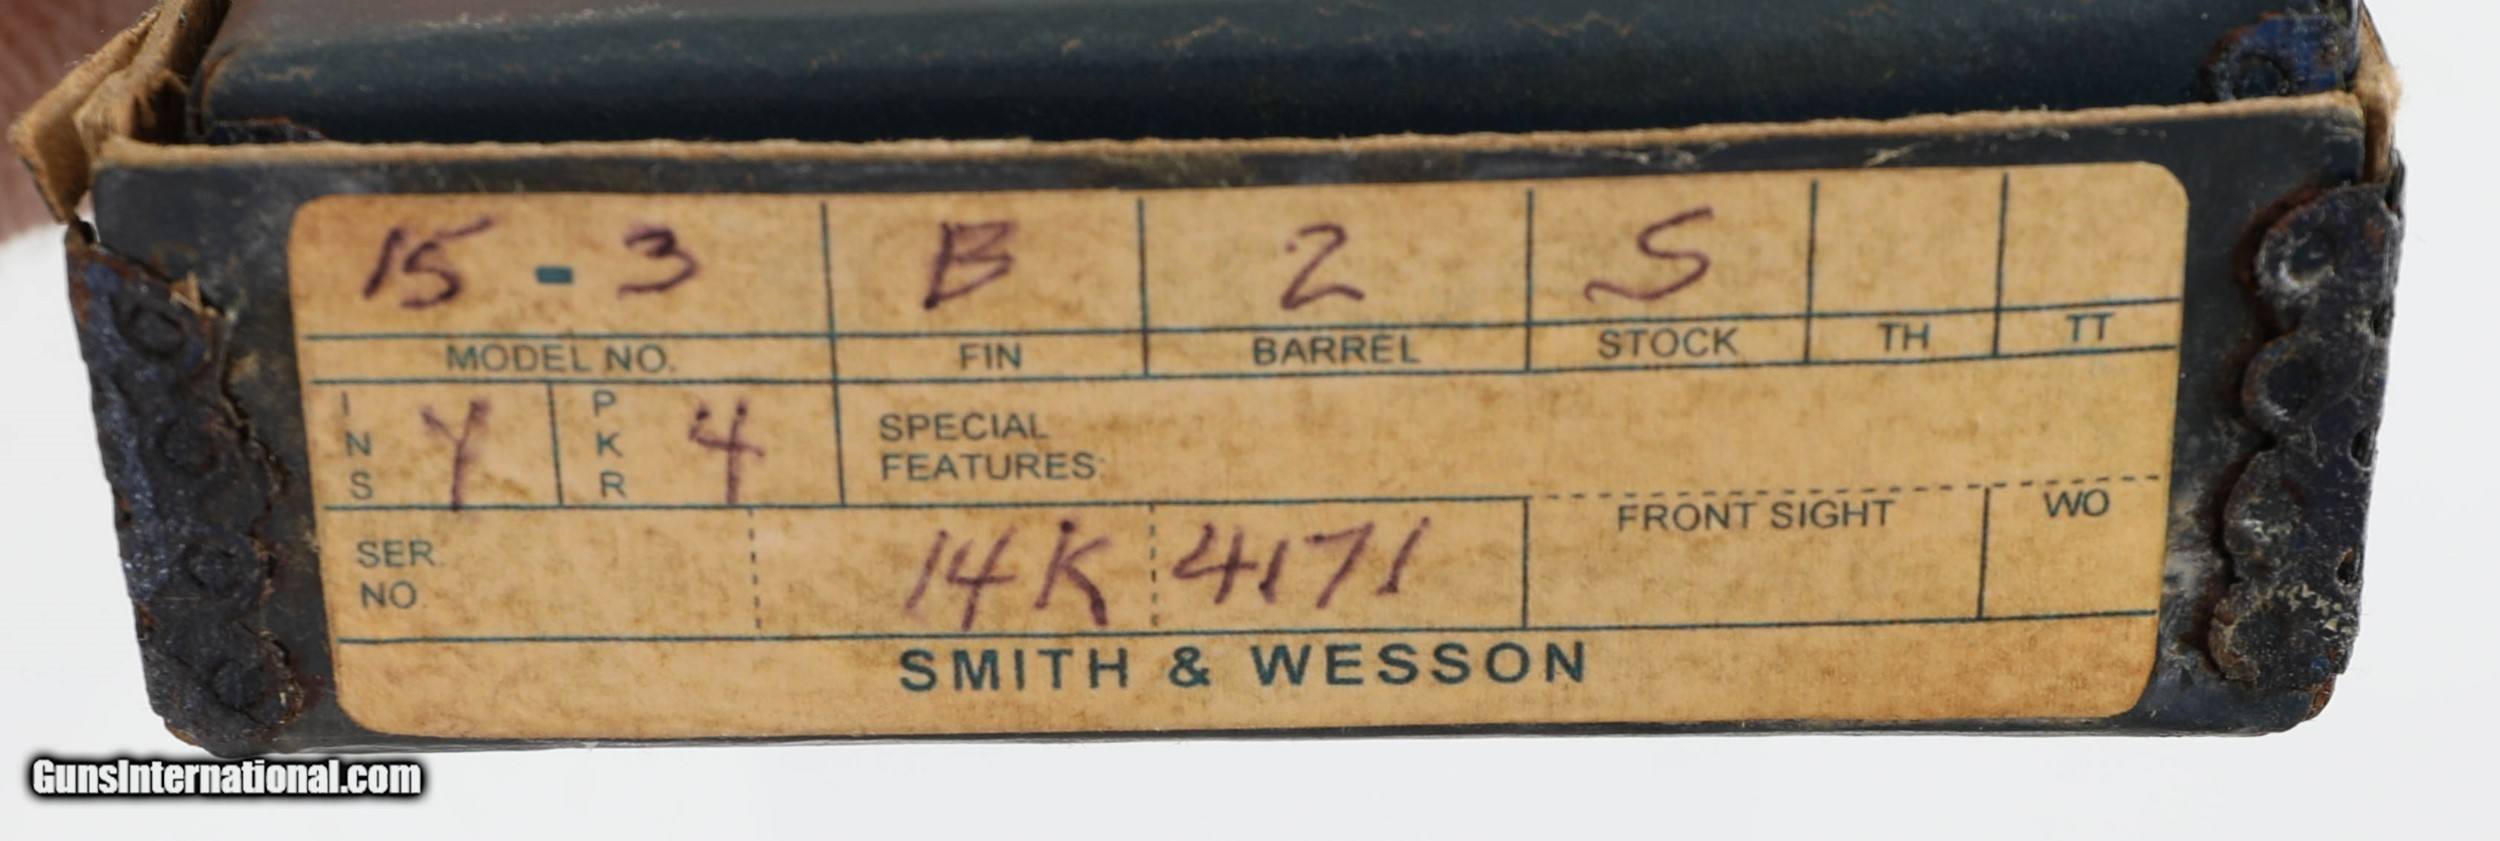 15 - 3 B 2 S
MODEL NO. FIN BARREL STOCK TH TT
INS Y PKR 4 SPECIAL
FEATURES:
FRONT SIGHT WO
SER. 14K 4171
NO.
SMITH & WESSON
GunsInternational.com